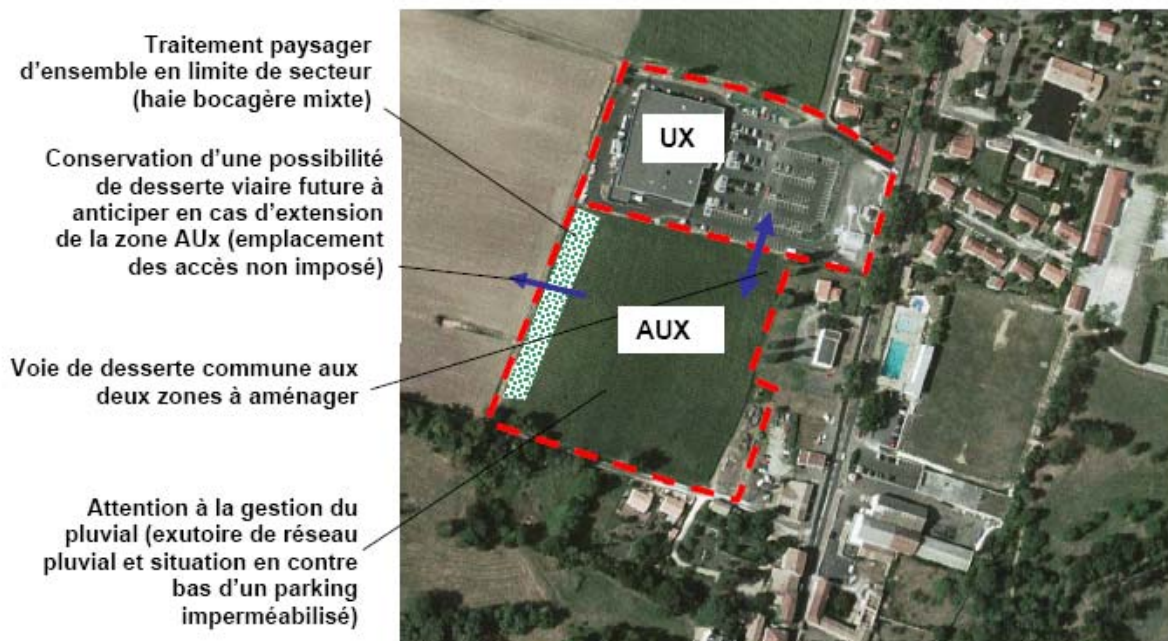 Traitement paysager
d'ensemble en limite de secteur
(haie bocagère mixte)
Conservation d'une possibilité
de desserte viaire future à
anticiper en cas d'extension
de la zone AUx (emplacement
des accès non imposé)
Voie de desserte commune aux
deux zones à aménager
Attention à la gestion du
pluvial (exutoire de réseau
pluvial et situation en contre
bas d'un parking
imperméabilisé)
UX
AUX